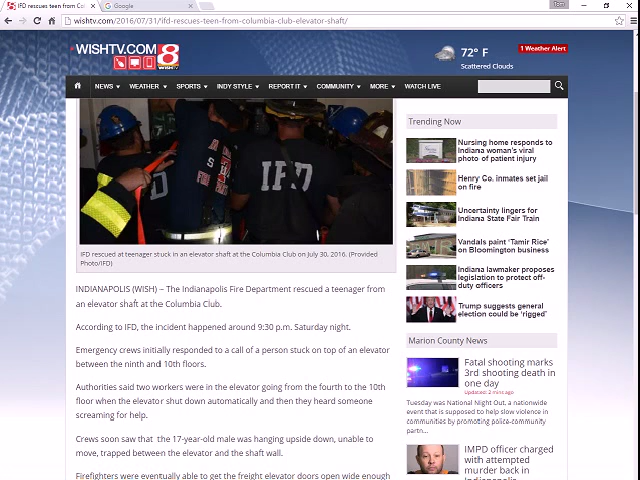 IFD rescues teen from Co
Google
Tom
wishtv.com/2016/07/31/ifd-rescues-teen-from-columbia-club-elevator-shaft/
WISHTV.COM 8
WISHTV
72° F
Scattered Clouds
1 Weather Alert
NEWS WEATHER SPORTS INDY STYLE REPORT IT COMMUNITY MORE WATCH LIVE
IFD
IFD rescued at teenager stuck in an elevator shaft at the Columbia Club on July 30, 2016. (Provided
Photo/IFD)
INDIANAPOLIS (WISH) – The Indianapolis Fire Department rescued a teenager from
an elevator shaft at the Columbia Club.
According to IFD, the incident happened around 9:30 p.m. Saturday night.
Emergency crews initially responded to a call of a person stuck on top of an elevator
between the ninth and 10th floors.
Authorities said two workers were in the elevator going from the fourth to the 10th
floor when the elevator shut down automatically and then they heard someone
screaming for help.
Crews soon saw that the 17-year-old male was hanging upside down, unable to
move, trapped between the elevator and the shaft wall.
Firefighters were eventually able to get the freight elevator doors open wide enough
Trending Now
Nursing home responds to
Indiana woman's viral
photo of patient injury
Henry Co. inmates set jail
on fire
Uncertainty lingers for
Indiana State Fair Train
Vandals paint 'Tamir Rice'
on Bloomington business
Indiana lawmaker proposes
legislation to protect off-
duty officers
Trump suggests general
election could be 'rigged'
Marion County News
Fatal shooting marks
3rd shooting death in
one day
Updated: 2 mins ago
Tuesday was National Night Out, a nationwide
event that is supposed to help slow violence in
communities by promoting police-community
partn...
IMPD officer charged
with attempted
murder back in
Indianapolis